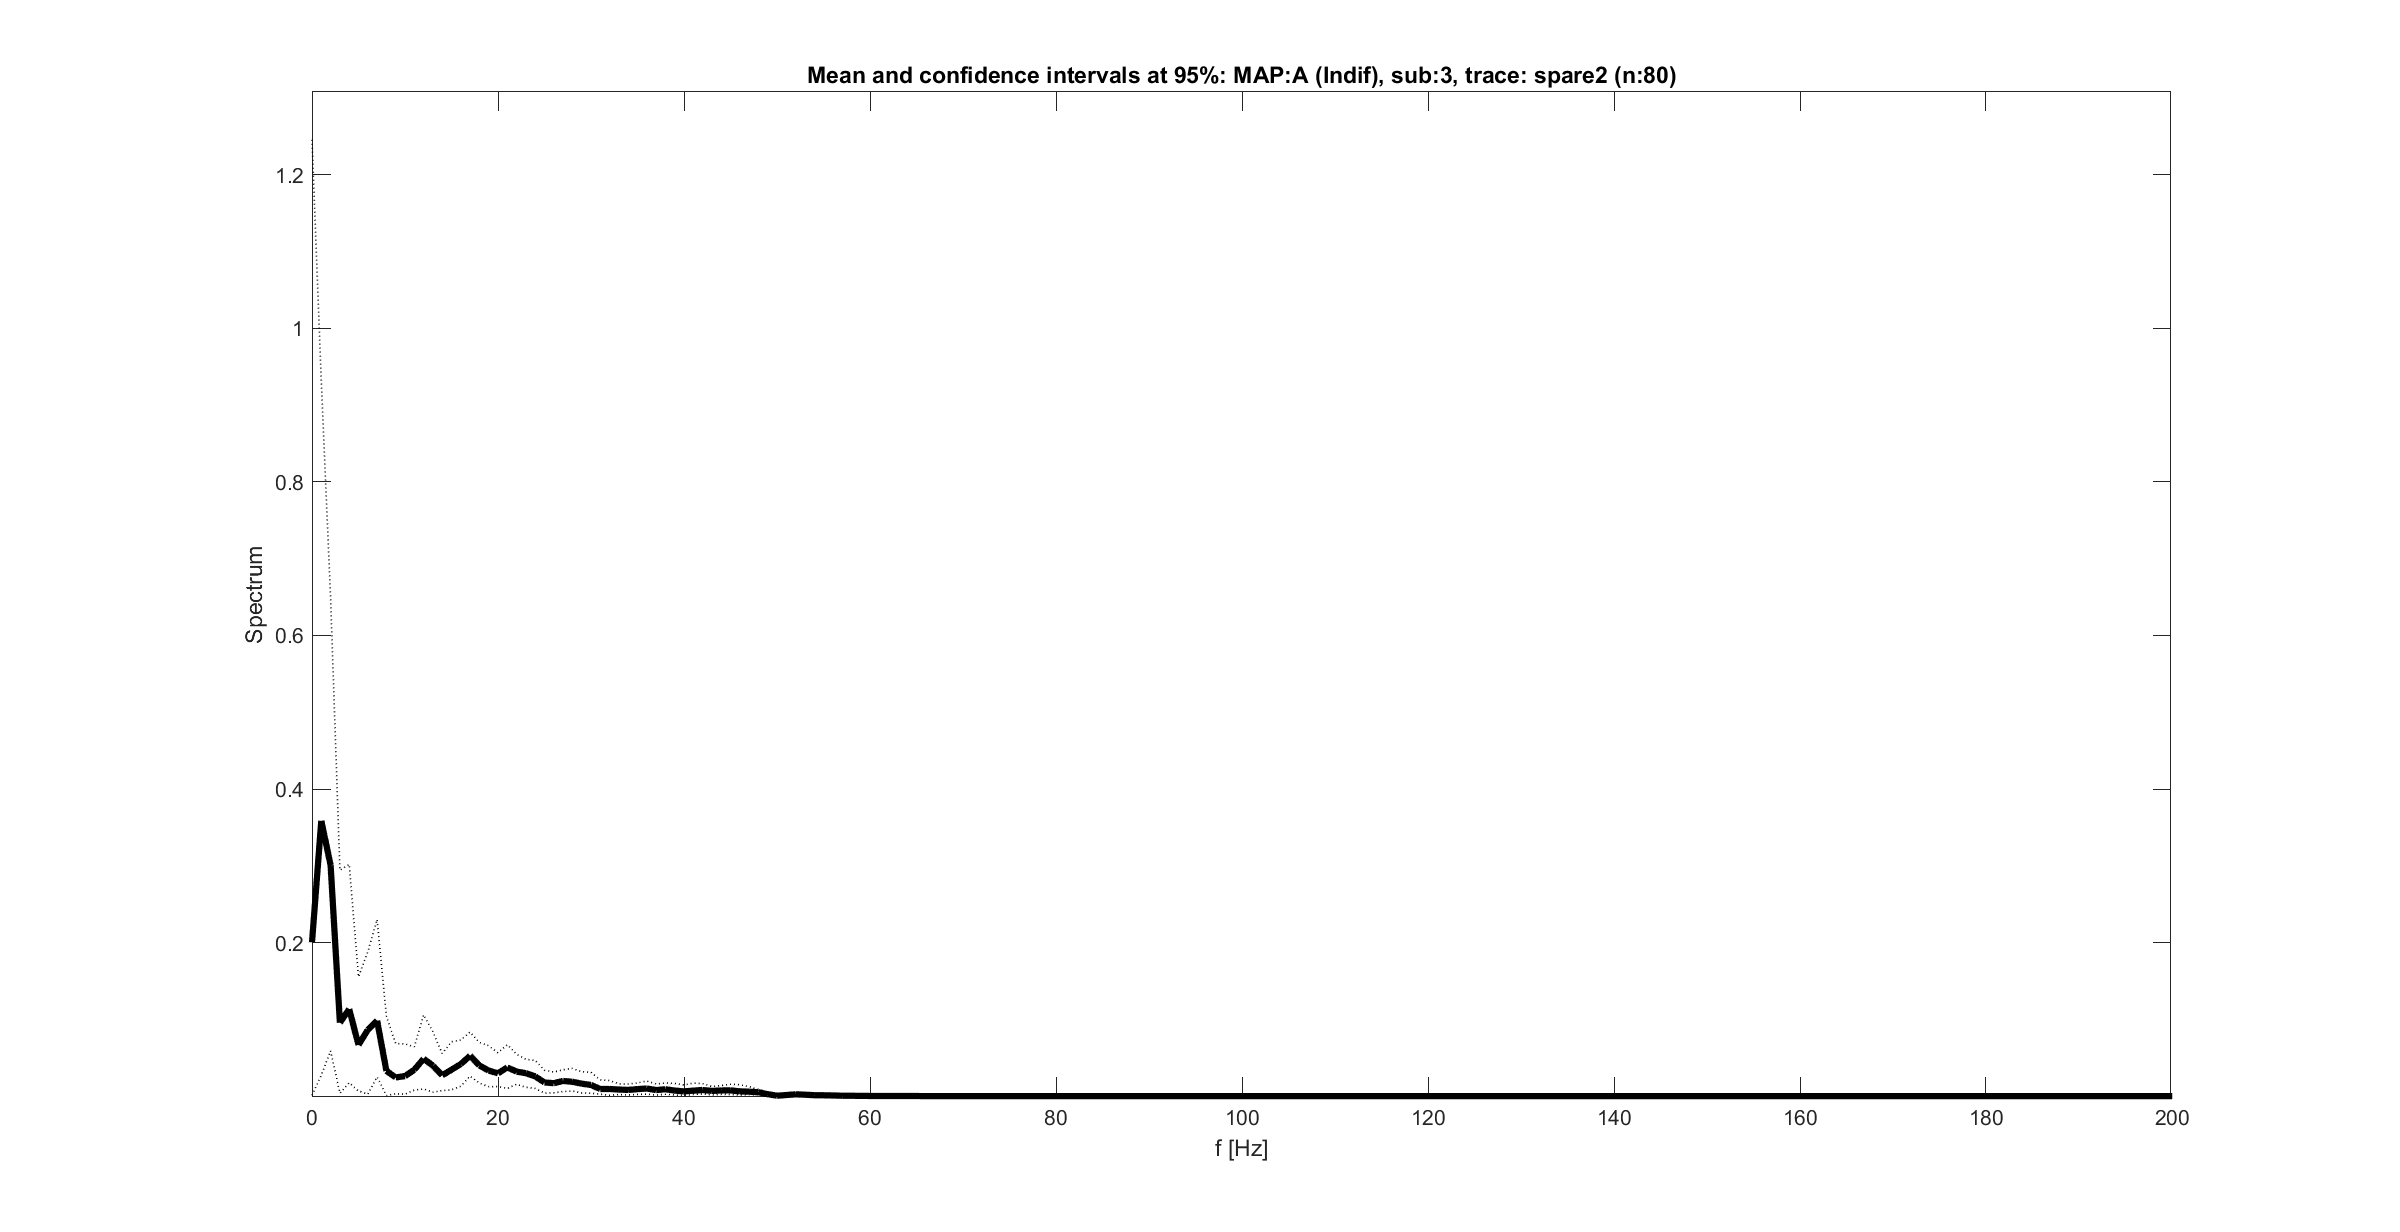 Mean and confidence intervals at 95%: MAP:A (Indif), sub:3, trace: spare2 (n:80)
1.2
1
0.8
0.6
0.4
0.2
Spectrum
0 20 40 60 80 100 120 140 160 180 200
f [Hz]